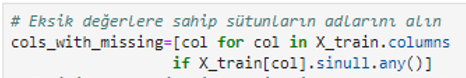 # Eksik değerlere sahip sütunların adlarını alın
cols_with_missing=[col for col in X_train.columns
if X_train[col].sinull.any()]